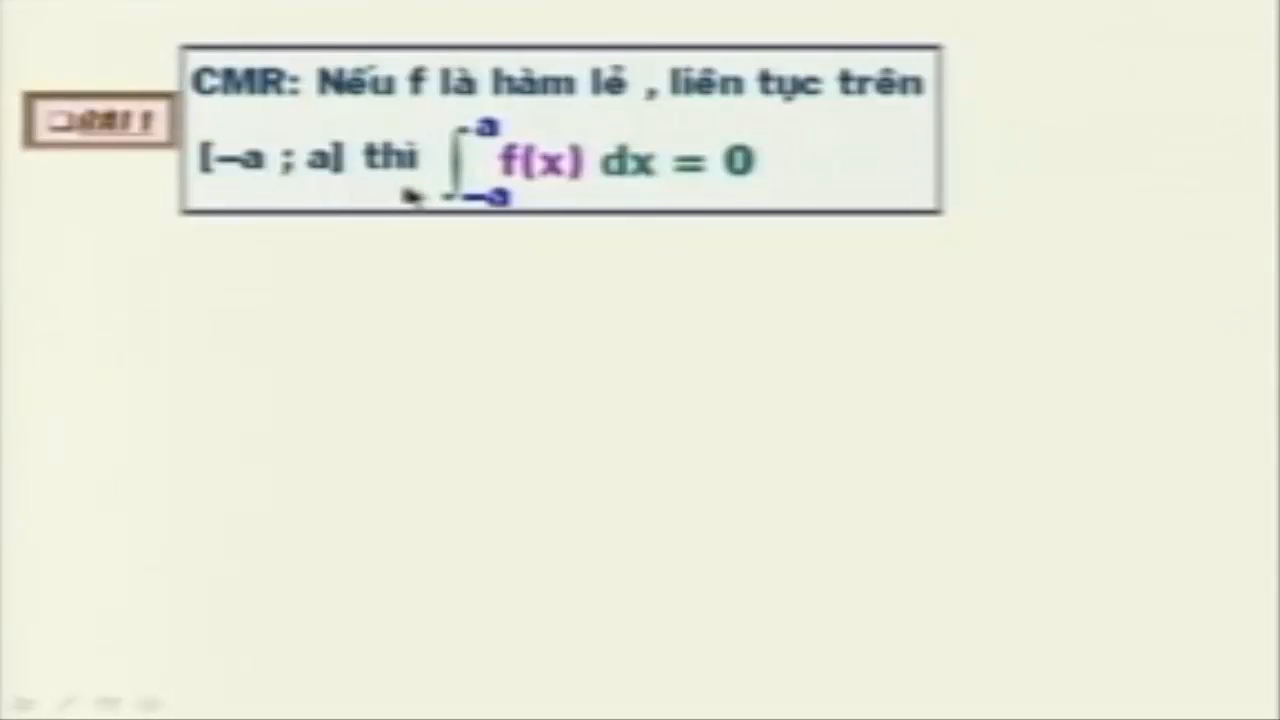 CMR: Nếu f là hàm lẻ , liên tục trên
[–a ; a] thì ∫_{–a}^{a} f(x) dx = 0